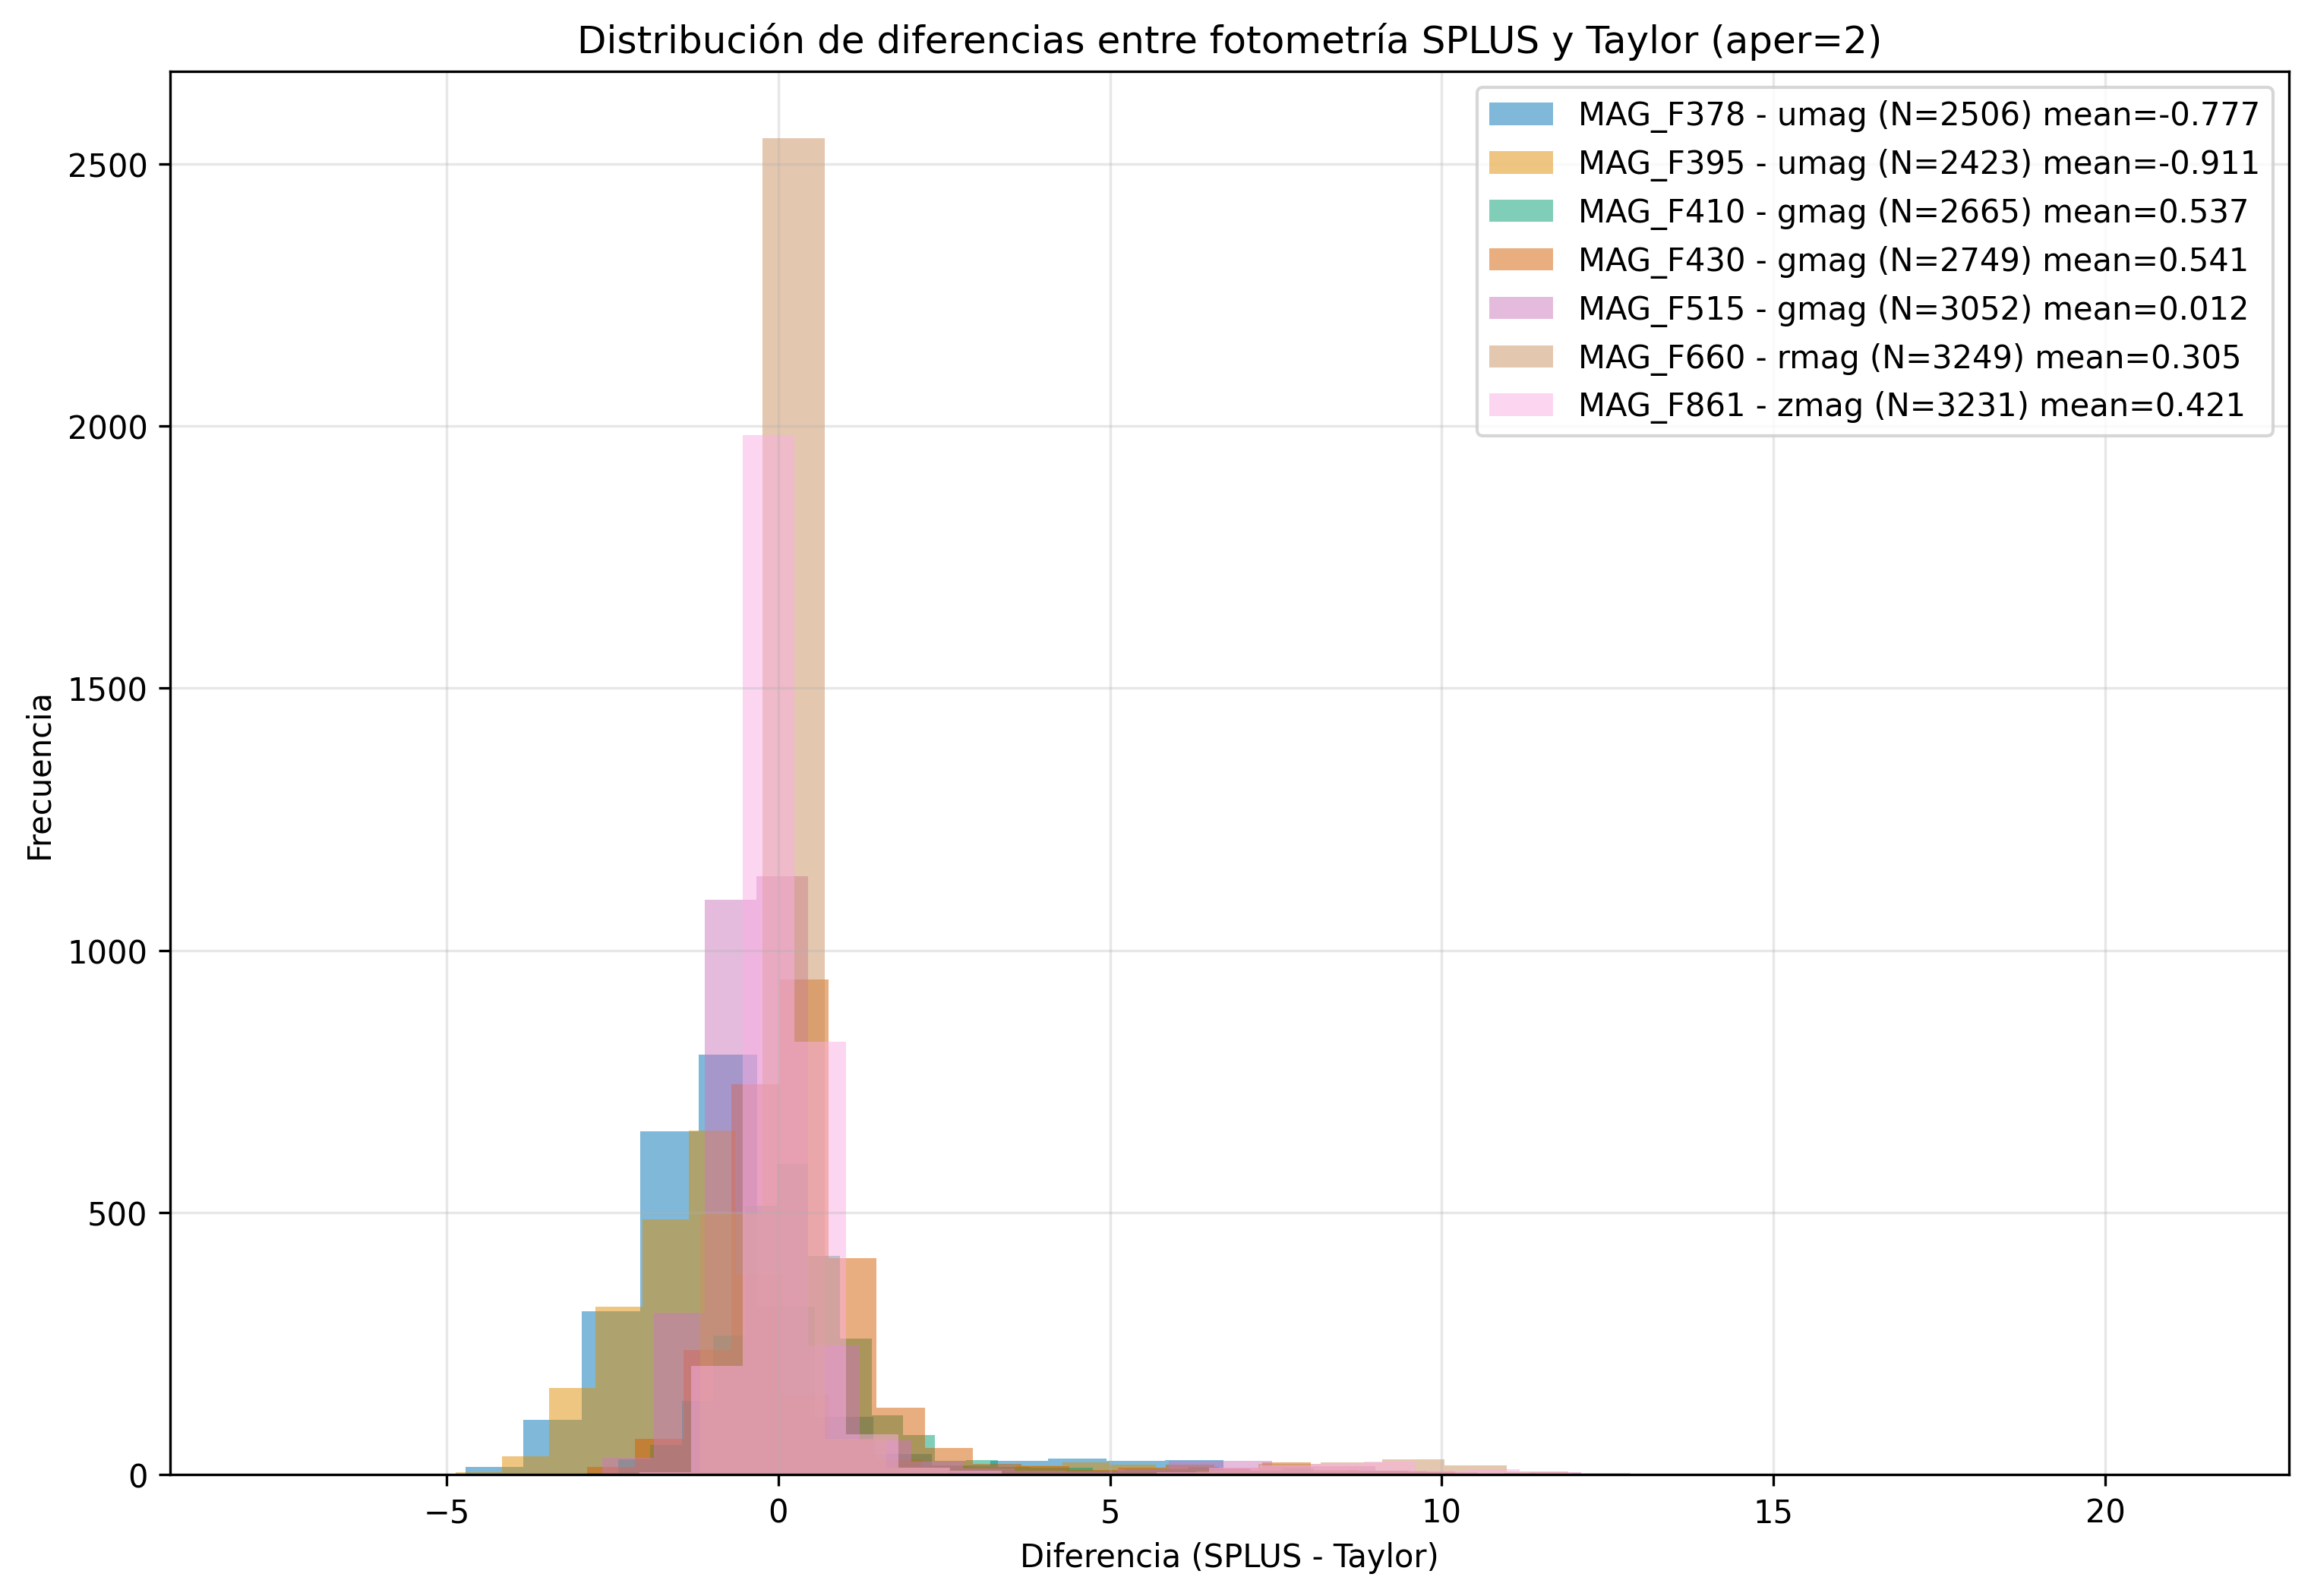 Distribución de diferencias entre fotometría SPLUS y Taylor (aper=2)
MAG_F378 - umag (N=2506) mean=-0.777
MAG_F395 - umag (N=2423) mean=-0.911
MAG_F410 - gmag (N=2665) mean=0.537
MAG_F430 - gmag (N=2749) mean=0.541
MAG_F515 - gmag (N=3052) mean=0.012
MAG_F660 - rmag (N=3249) mean=0.305
MAG_F861 - zmag (N=3231) mean=0.421
2500
2000
1500
1000
500
0
Frecuencia
−5 0 5 10 15 20
Diferencia (SPLUS - Taylor)